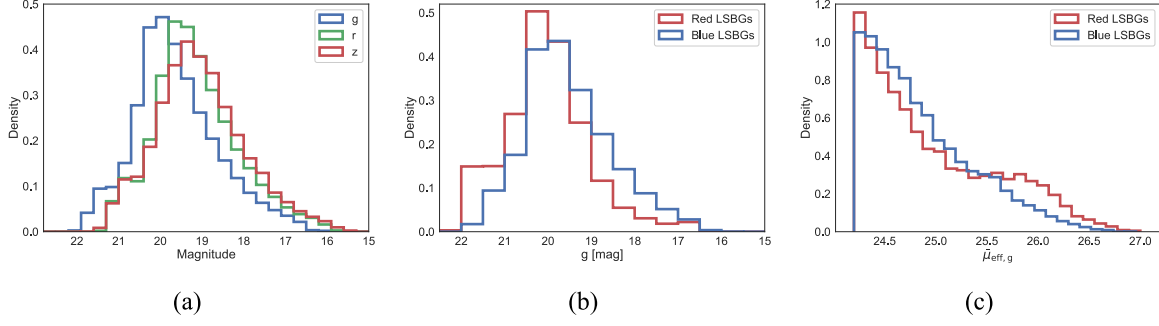 0.5
0.4
0.3
0.2
0.1
0.0
Density
22 21 20 19 18 17 16 15
Magnitude
g
r
z
(a)
0.5
0.4
0.3
0.2
0.1
0.0
Density
22 21 20 19 18 17 16 15
g [mag]
Red LSBGs
Blue LSBGs
(b)
1.2
1.0
0.8
0.6
0.4
0.2
0.0
Density
24.5 25.0 25.5 26.0 26.5 27.0
μ̄eff, g
Red LSBGs
Blue LSBGs
(c)